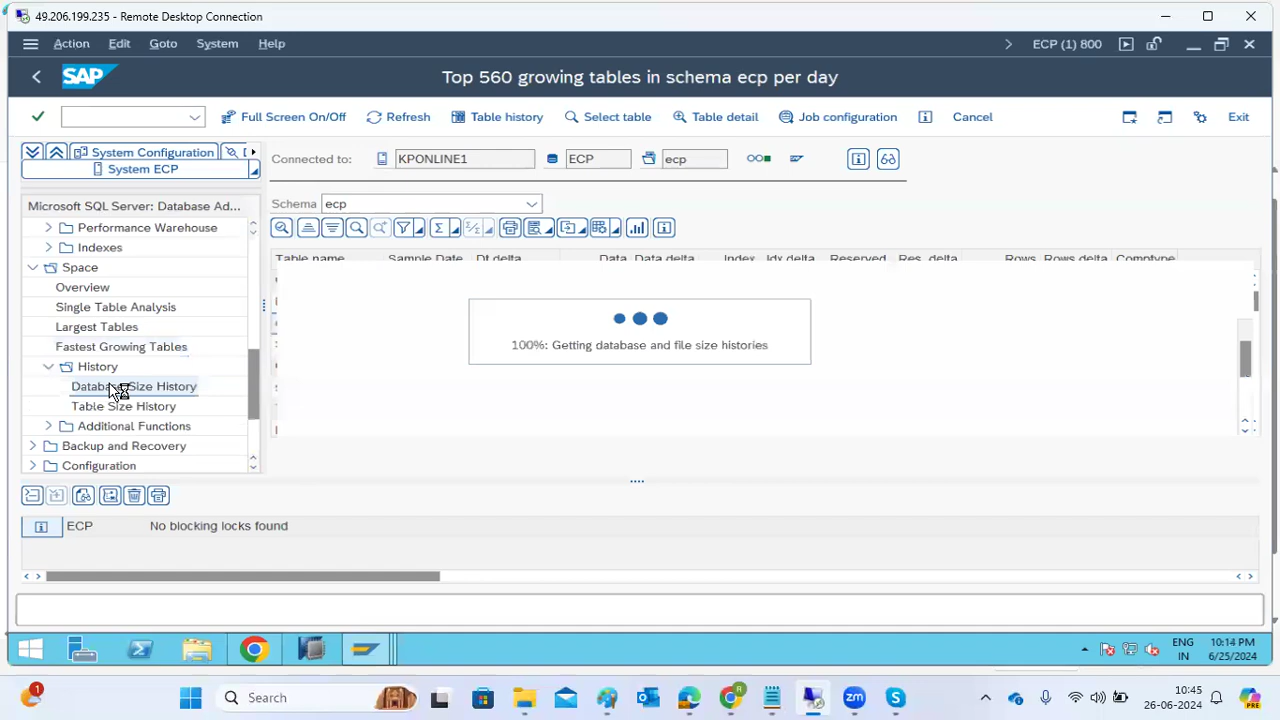 49.206.199.235 - Remote Desktop Connection
Action Edit Goto System Help ECP (1) 800
SAP Top 560 growing tables in schema ecp per day
Full Screen On/Off Refresh Table history Select table Table detail Job configuration Cancel Exit
System Configuration
System ECP
Connected to: KPONLINE1 ECP ecp
Microsoft SQL Server: Database Ad...
Schema ecp
Performance Warehouse
Indexes
Space
Overview
Single Table Analysis
Largest Tables
Fastest Growing Tables
History
Database Size History
Table Size History
Additional Functions
Backup and Recovery
Configuration
Table name Sample Date Dt delta Data Data delta Index Idx delta Reserved Res. delta Rows Rows delta Comptype
100%: Getting database and file size histories
ECP No blocking locks found
ENG 10:14 PM
IN 6/25/2024
1 Search 10:45
26-06-2024
zm
PRE